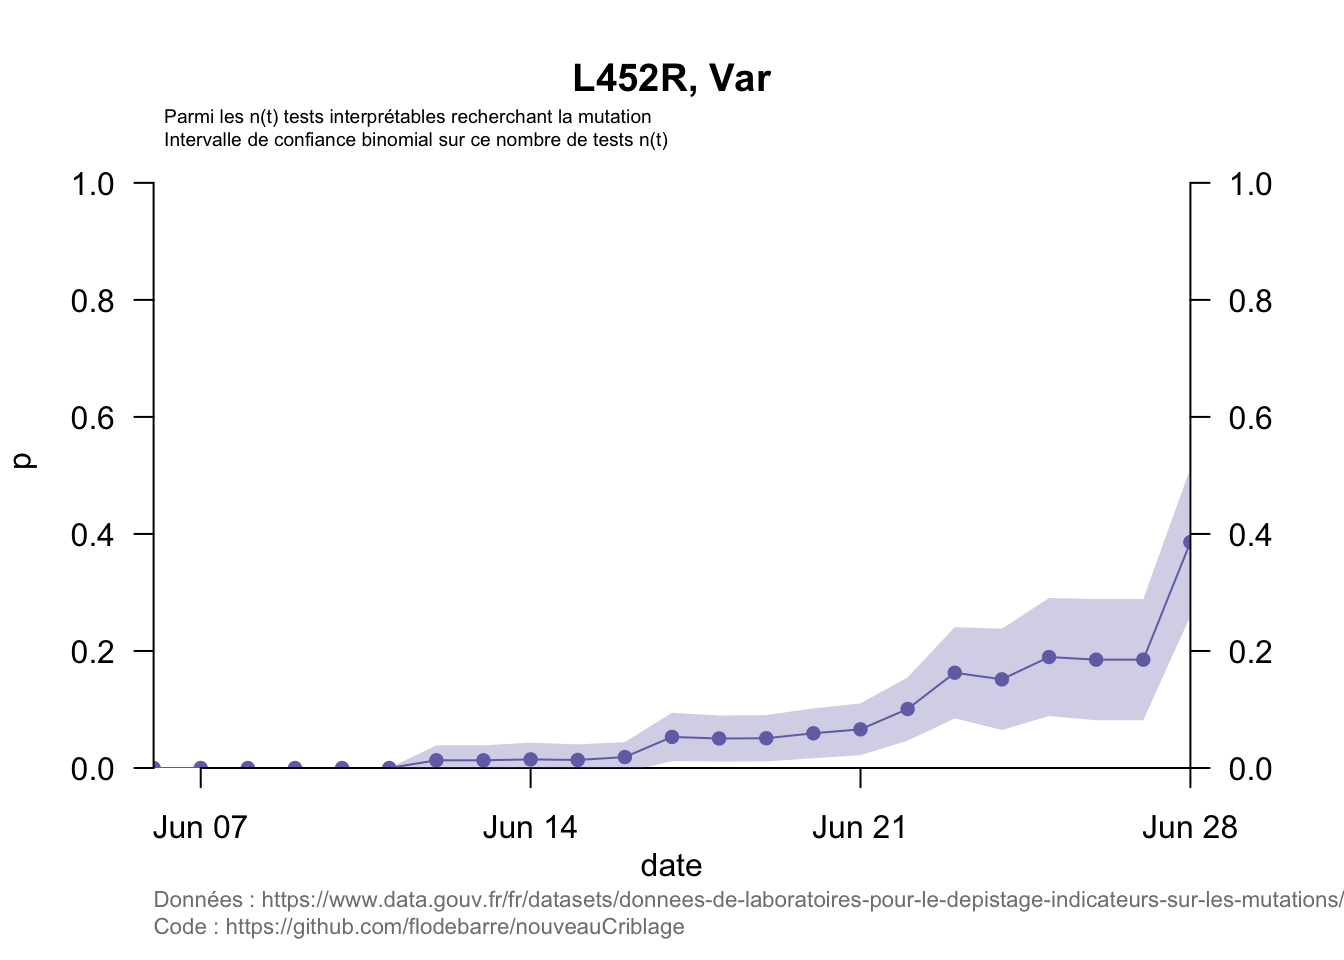 L452R, Var
Parmi les n(t) tests interprétables recherchant la mutation
Intervalle de confiance binomial sur ce nombre de tests n(t)
1.0
1.0
0.8
0.8
0.6
0.6
p
0.4
0.4
0.2
0.2
0.0
0.0
Jun 07
Jun 14
Jun 21
Jun 28
date
Données : https://www.data.gouv.fr/fr/datasets/donnees-de-laboratoires-pour-le-depistage-indicateurs-sur-les-mutations/
Code : https://github.com/flodebarre/nouveauCriblage